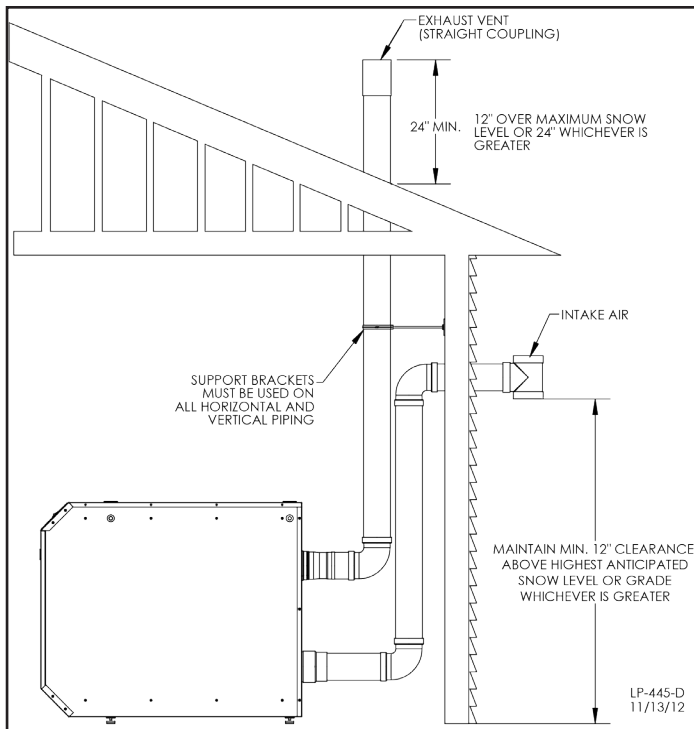 EXHAUST VENT
(STRAIGHT COUPLING)
24" MIN.
12" OVER MAXIMUM SNOW
LEVEL OR 24" WHICHEVER IS
GREATER
INTAKE AIR
SUPPORT BRACKETS
MUST BE USED ON
ALL HORIZONTAL AND
VERTICAL PIPING
MAINTAIN MIN. 12" CLEARANCE
ABOVE HIGHEST ANTICIPATED
SNOW LEVEL OR GRADE
WHICHEVER IS GREATER
LP-445-D
11/13/12